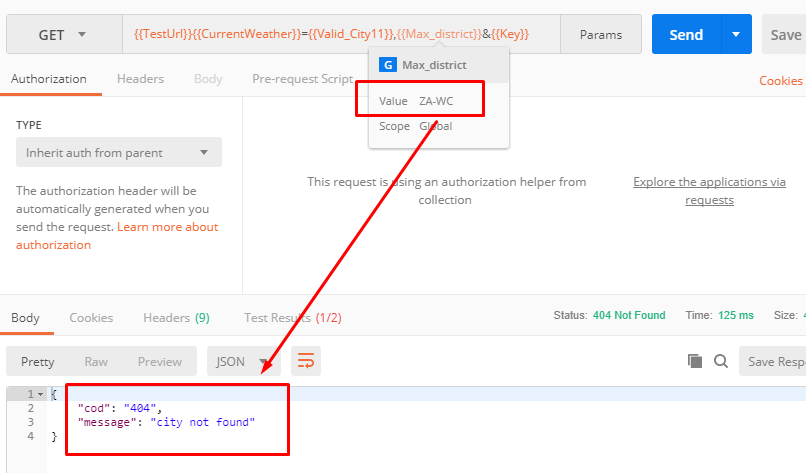 GET {{TestUrl}}{{CurrentWeather}}={{Valid_City11}},{{Max_district}}&{{Key}} Params Send Save
Authorization Headers Body Pre-request Script Cookies
G Max_district
Value ZA-WC
Scope Global
TYPE
Inherit auth from parent
The authorization header will be
automatically generated when you
send the request. Learn more about
authorization
This request is using an authorization helper from
collection
Explore the applications via
requests
Body Cookies Headers (9) Test Results (1/2) Status: 404 Not Found Time: 125 ms Size: 4
Pretty Raw Preview JSON Save Resp
1 {
2 "cod": "404",
3 "message": "city not found"
4 }